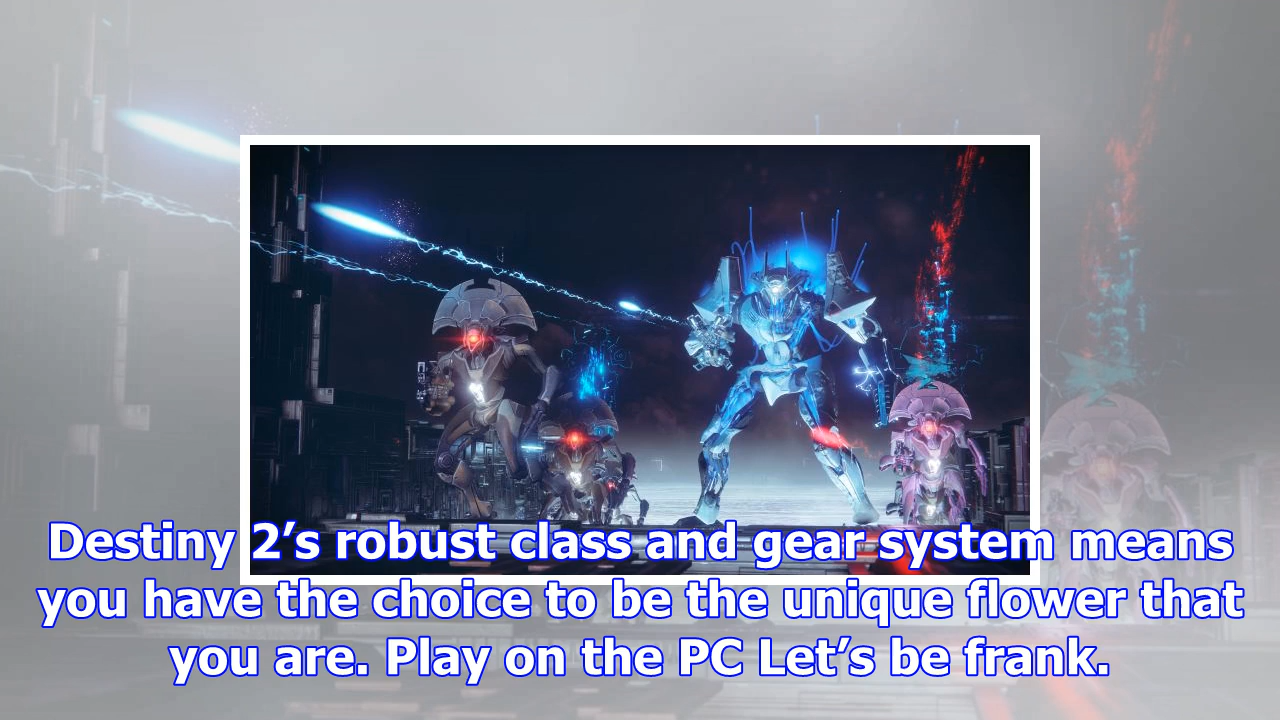 Destiny 2’s robust class and gear system means
you have the choice to be the unique flower that
you are. Play on the PC Let’s be frank.